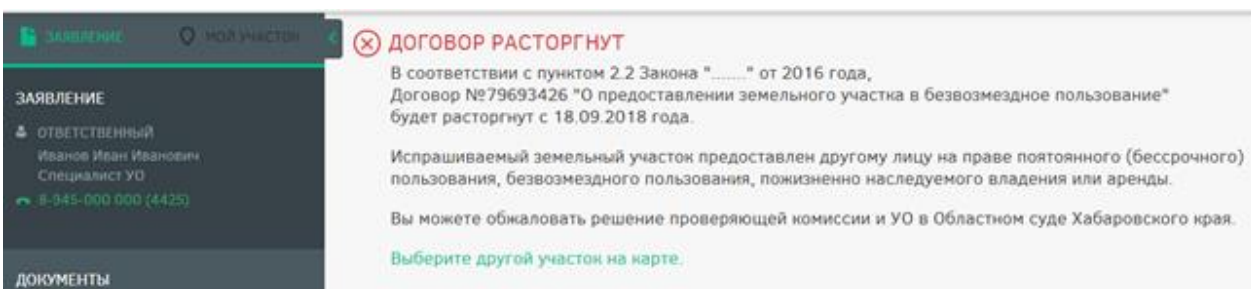 ЗАЯВЛЕНИЕ
МОЙ УЧАСТОК
ЗАЯВЛЕНИЕ
ОТВЕТСТВЕННЫЙ
Иванов Иван Иванович
Специалист УО
8-945-000 000 (4425)
ДОКУМЕНТЫ
ДОГОВОР РАСТОРГНУТ
В соответствии с пунктом 2.2 Закона "......." от 2016 года,
Договор №79693426 "О предоставлении земельного участка в безвозмездное пользование"
будет расторгнут с 18.09.2018 года.
Испрашиваемый земельный участок предоставлен другому лицу на праве поятоянного (бессрочного)
пользования, безвозмездного пользования, пожизненно наследуемого владения или аренды.
Вы можете обжаловать решение проверяющей комиссии и УО в Областном суде Хабаровского края.
Выберите другой участок на карте.